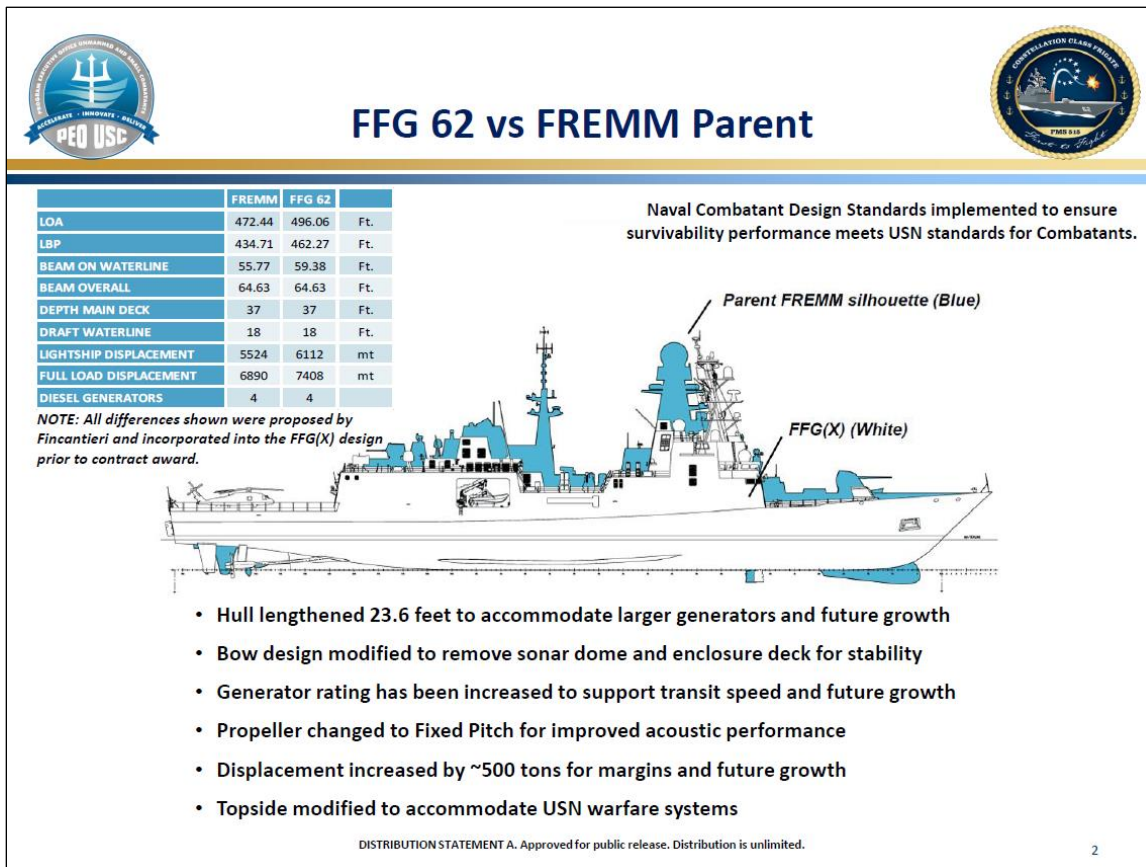 PROGRAM EXECUTIVE OFFICE UNMANNED AND SMALL COMBATANTS
ACCELERATE · INNOVATE · DELIVER
PEO USC
CONSTELLATION CLASS FRIGATE
PMS 515
FFG 62 vs FREMM Parent
FREMM FFG 62
LOA 472.44 496.06 Ft.
LBP 434.71 462.27 Ft.
BEAM ON WATERLINE 55.77 59.38 Ft.
BEAM OVERALL 64.63 64.63 Ft.
DEPTH MAIN DECK 37 37 Ft.
DRAFT WATERLINE 18 18 Ft.
LIGHTSHIP DISPLACEMENT 5524 6112 mt
FULL LOAD DISPLACEMENT 6890 7408 mt
DIESEL GENERATORS 4 4
NOTE: All differences shown were proposed by
Fincantieri and incorporated into the FFG(X) design
prior to contract award.
Naval Combatant Design Standards implemented to ensure
survivability performance meets USN standards for Combatants.
Parent FREMM silhouette (Blue)
FFG(X) (White)
• Hull lengthened 23.6 feet to accommodate larger generators and future growth
• Bow design modified to remove sonar dome and enclosure deck for stability
• Generator rating has been increased to support transit speed and future growth
• Propeller changed to Fixed Pitch for improved acoustic performance
• Displacement increased by ~500 tons for margins and future growth
• Topside modified to accommodate USN warfare systems
DISTRIBUTION STATEMENT A. Approved for public release. Distribution is unlimited.
2